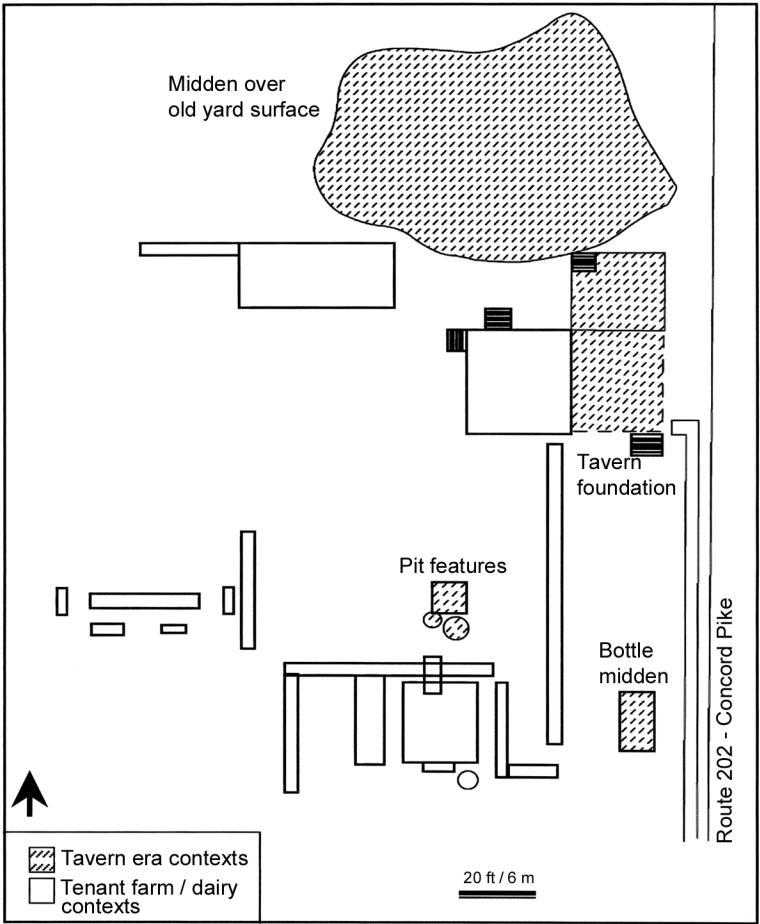 Midden over
old yard surface
Tavern
foundation
Pit features
Bottle
midden
Route 202 - Concord Pike
Tavern era contexts
Tenant farm / dairy
contexts
20 ft / 6 m